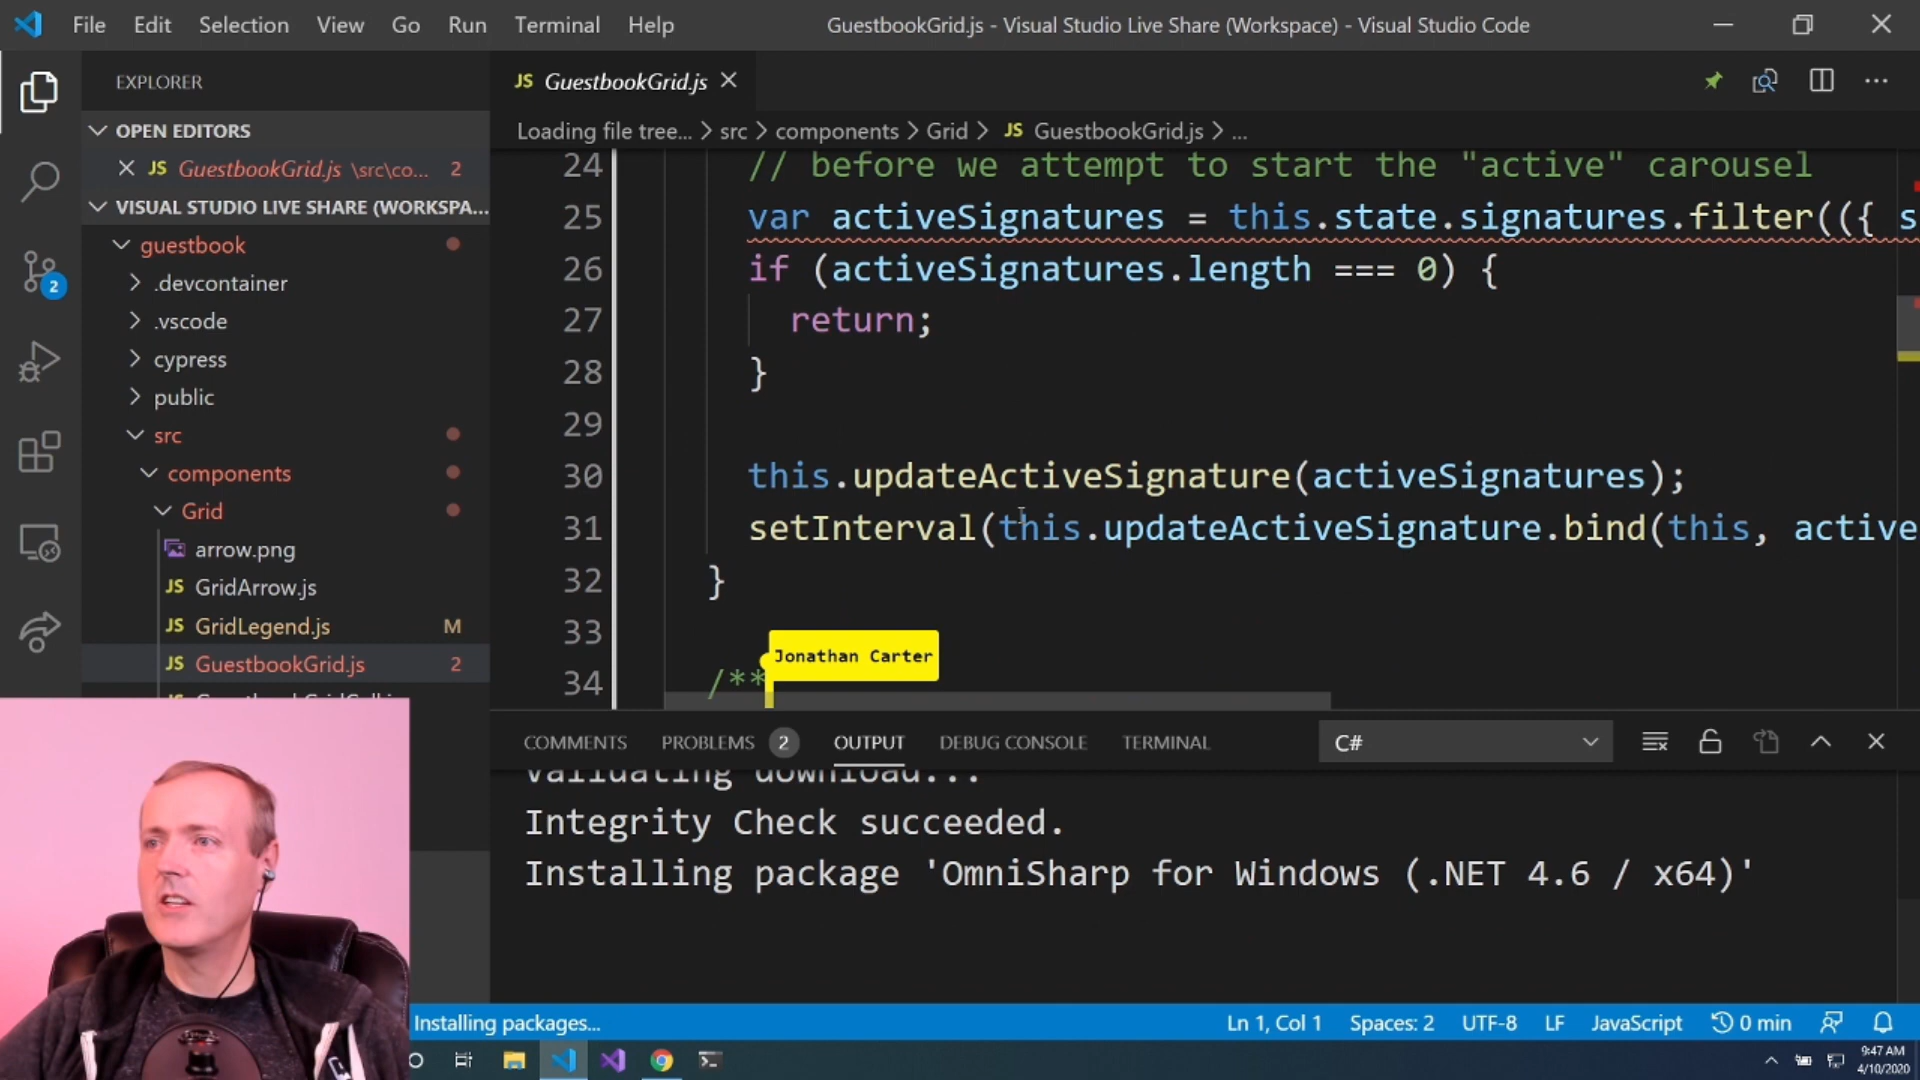 File Edit Selection View Go Run Terminal Help
GuestbookGrid.js - Visual Studio Live Share (Workspace) - Visual Studio Code
EXPLORER
OPEN EDITORS
JS GuestbookGrid.js \src\co... 2
VISUAL STUDIO LIVE SHARE (WORKSPA...
guestbook
.devcontainer
.vscode
cypress
public
src
components
Grid
arrow.png
JS GridArrow.js
JS GridLegend.js M
JS GuestbookGrid.js 2
2
JS GuestbookGrid.js
Loading file tree... > src > components > Grid > JS GuestbookGrid.js > ...
24 // before we attempt to start the "active" carousel
25 var activeSignatures = this.state.signatures.filter(({ s
26 if (activeSignatures.length === 0) {
27 return;
28 }
29
30 this.updateActiveSignature(activeSignatures);
31 setInterval(this.updateActiveSignature.bind(this, active
32 }
33
Jonathan Carter
34 /**
COMMENTS PROBLEMS 2 OUTPUT DEBUG CONSOLE TERMINAL C#
Validating download...
Integrity Check succeeded.
Installing package 'OmniSharp for Windows (.NET 4.6 / x64)'
Installing packages... Ln 1, Col 1 Spaces: 2 UTF-8 LF JavaScript 0 min
9:47 AM
4/10/2020